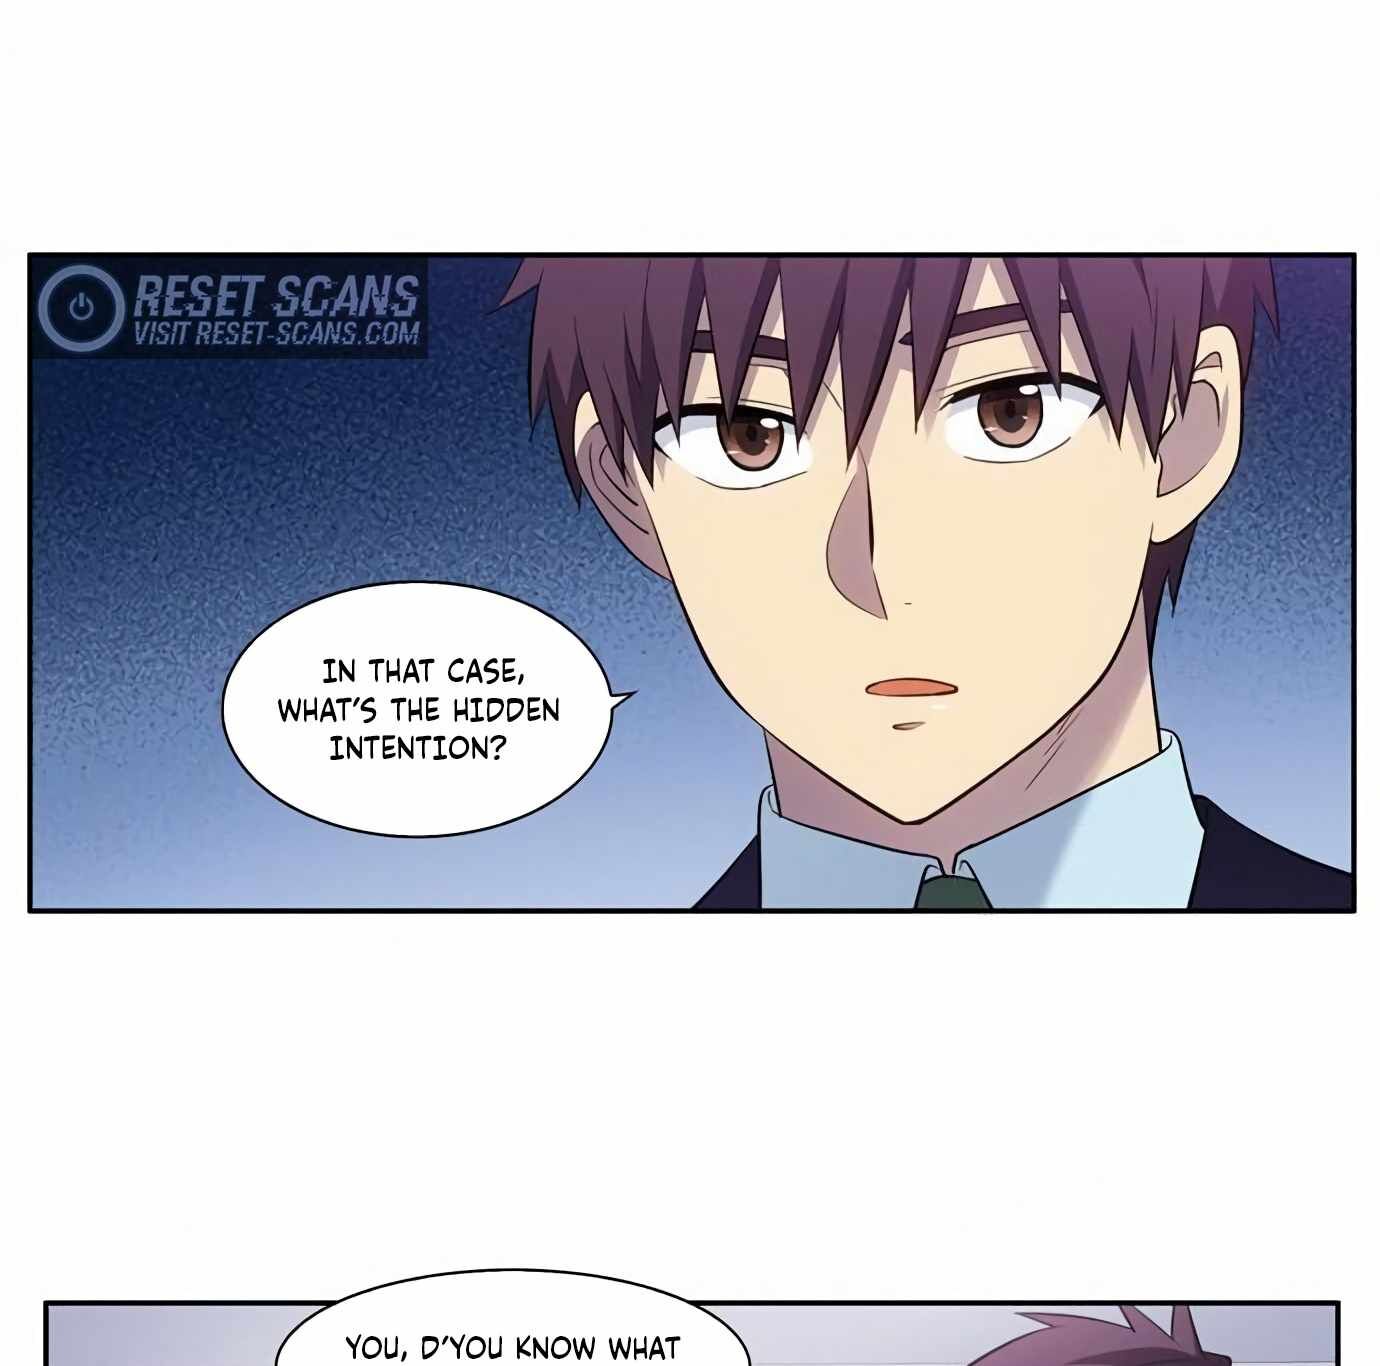 RESET SCANS
VISIT RESET-SCANS.COM
IN THAT CASE,
WHAT'S THE HIDDEN
INTENTION?
YOU, D'YOU KNOW WHAT